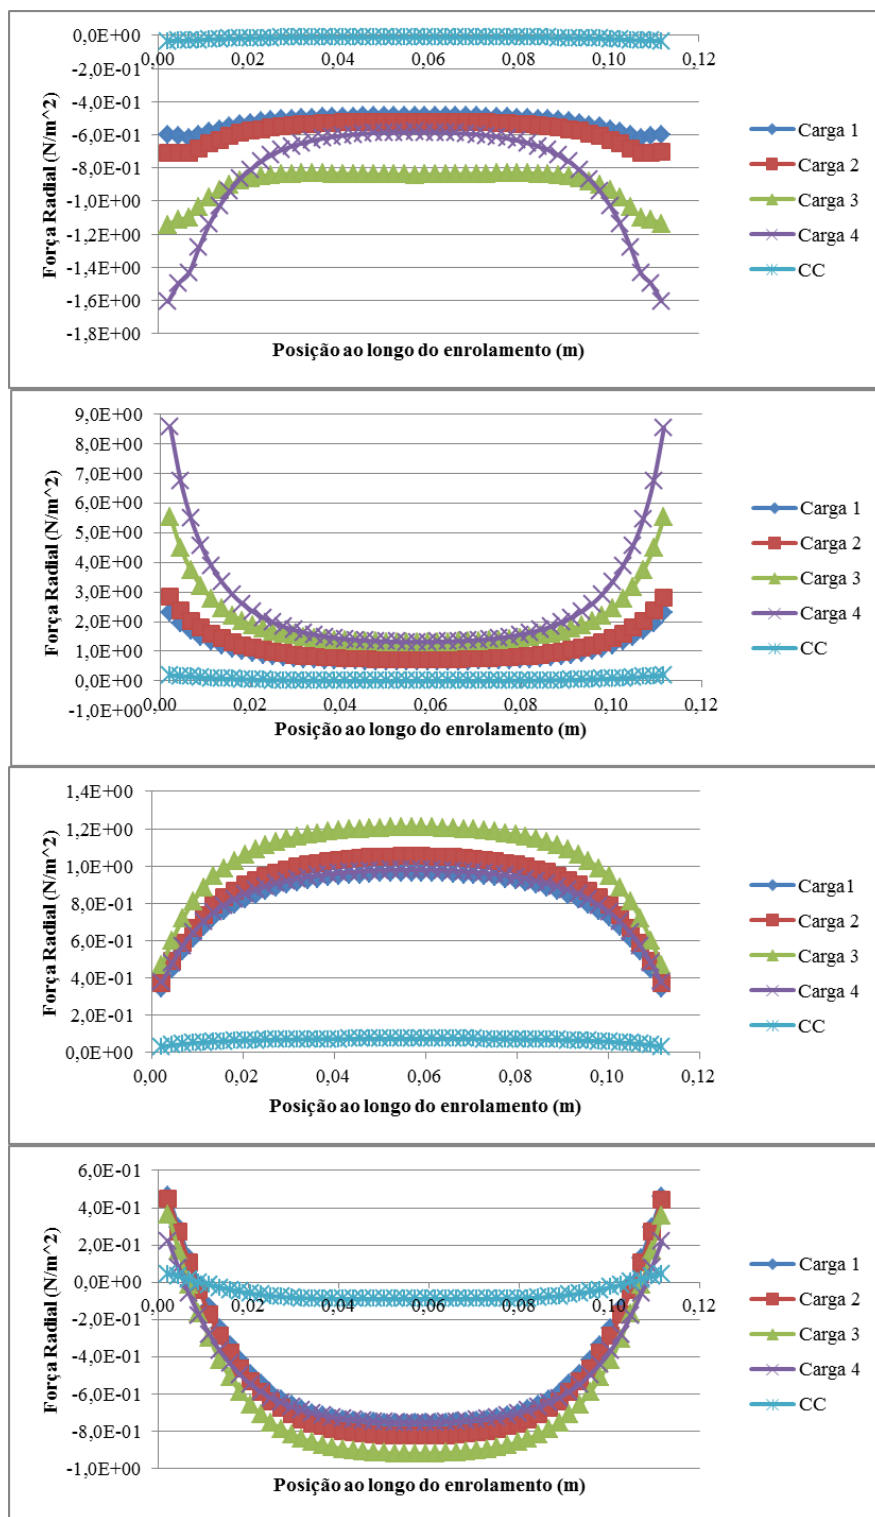 0,0E+00
-2,0E-01
-4,0E-01
-6,0E-01
-8,0E-01
-1,0E+00
-1,2E+00
-1,4E+00
-1,6E+00
-1,8E+00
0,00 0,02 0,04 0,06 0,08 0,10 0,12
Força Radial (N/m^2)
Posição ao longo do enrolamento (m)
Carga 1
Carga 2
Carga 3
Carga 4
CC
9,0E+00
8,0E+00
7,0E+00
6,0E+00
5,0E+00
4,0E+00
3,0E+00
2,0E+00
1,0E+00
0,0E+00
-1,0E+00
0,00 0,02 0,04 0,06 0,08 0,10 0,12
Força Radial (N/m^2)
Posição ao longo do enrolamento (m)
Carga 1
Carga 2
Carga 3
Carga 4
CC
1,4E+00
1,2E+00
1,0E+00
8,0E-01
6,0E-01
4,0E-01
2,0E-01
0,0E+00
0,00 0,02 0,04 0,06 0,08 0,10 0,12
Força Radial (N/m^2)
Posição ao longo do enrolamento (m)
Carga1
Carga 2
Carga 3
Carga 4
CC
6,0E-01
4,0E-01
2,0E-01
0,0E+00
-2,0E-01
-4,0E-01
-6,0E-01
-8,0E-01
-1,0E+00
0,00 0,02 0,04 0,06 0,08 0,10 0,12
Força Radial (N/m^2)
Posição ao longo do enrolamento (m)
Carga 1
Carga 2
Carga 3
Carga 4
CC